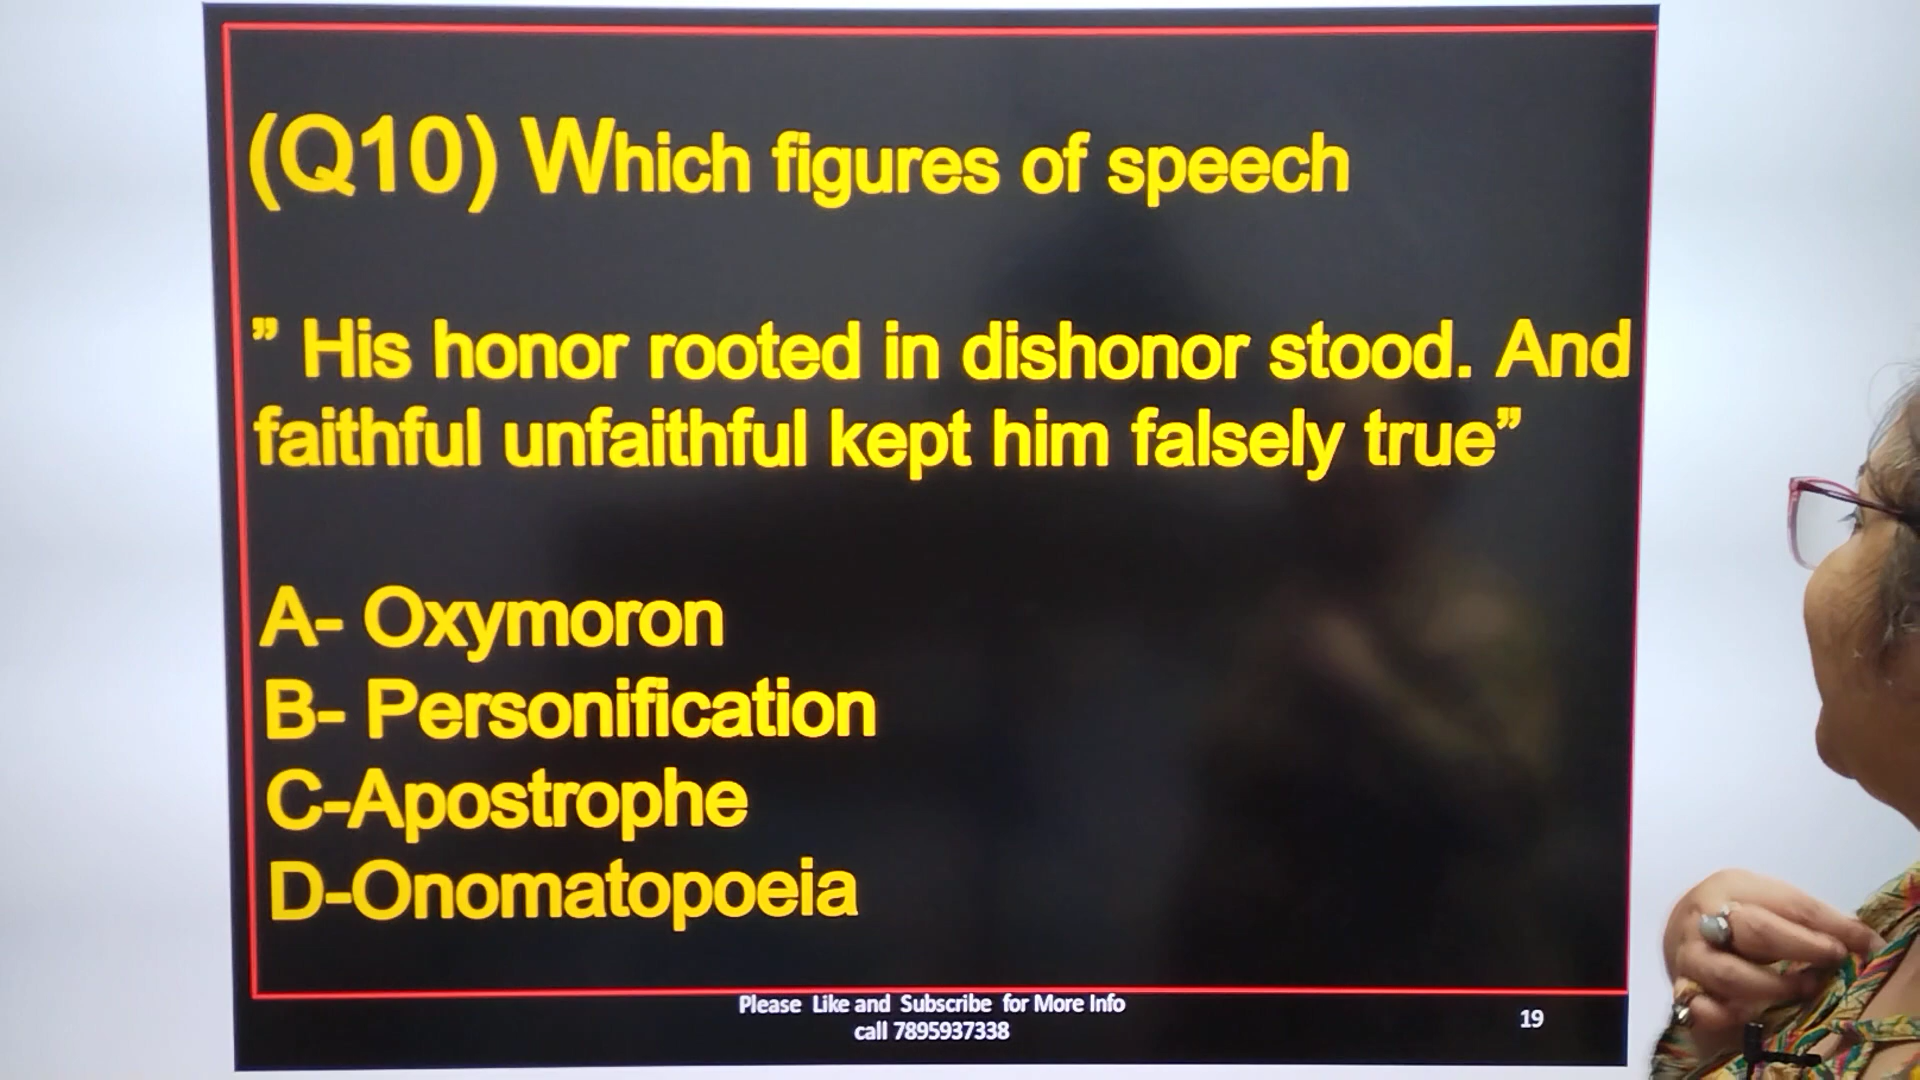 (Q10) Which figures of speech
” His honor rooted in dishonor stood. And
faithful unfaithful kept him falsely true”
A- Oxymoron
B- Personification
C-Apostrophe
D-Onomatopoeia
Please Like and Subscribe for More Info
call 7895937338
19